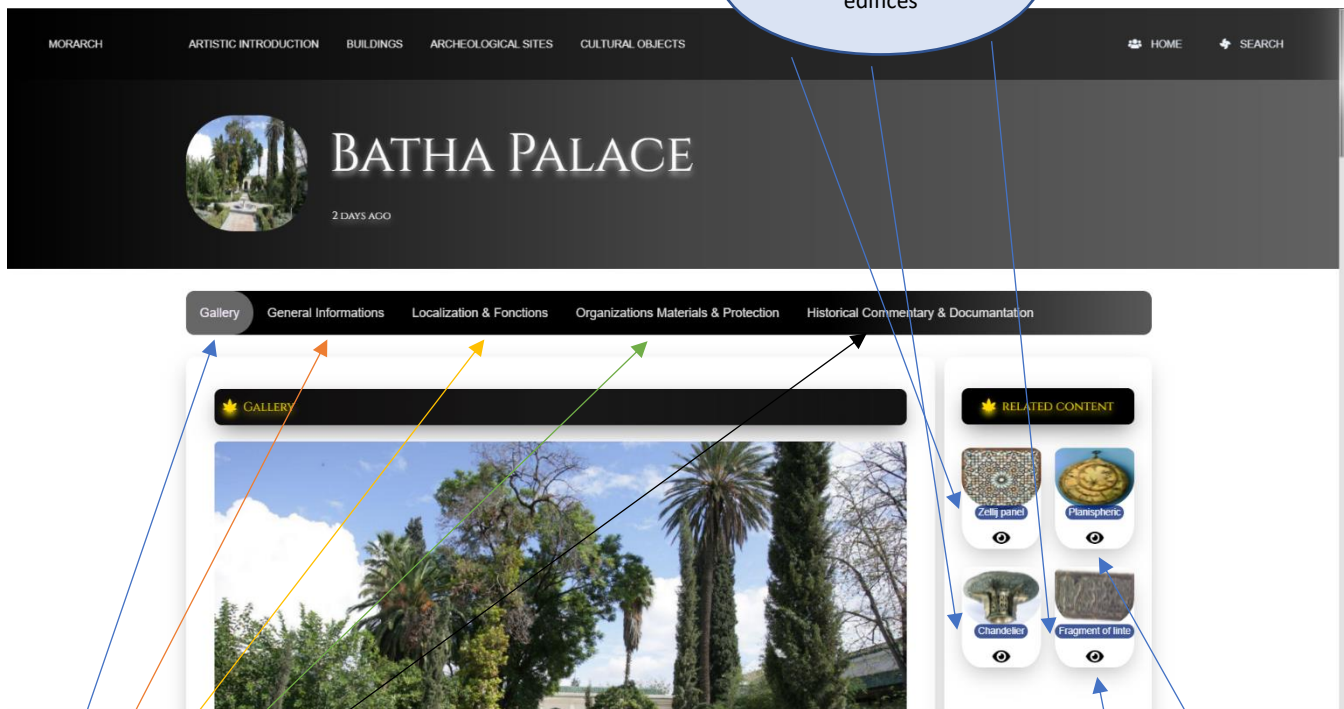 edifices
MORARCH ARTISTIC INTRODUCTION BUILDINGS ARCHEOLOGICAL SITES CULTURAL OBJECTS HOME SEARCH
BATHA PALACE
2 DAYS AGO
Gallery General Informations Localization & Fonctions Organizations Materials & Protection Historical Commentary & Documantation
GALLERY
RELATED CONTENT
Zellij panel Planispheric
Chandelier Fragment of linte